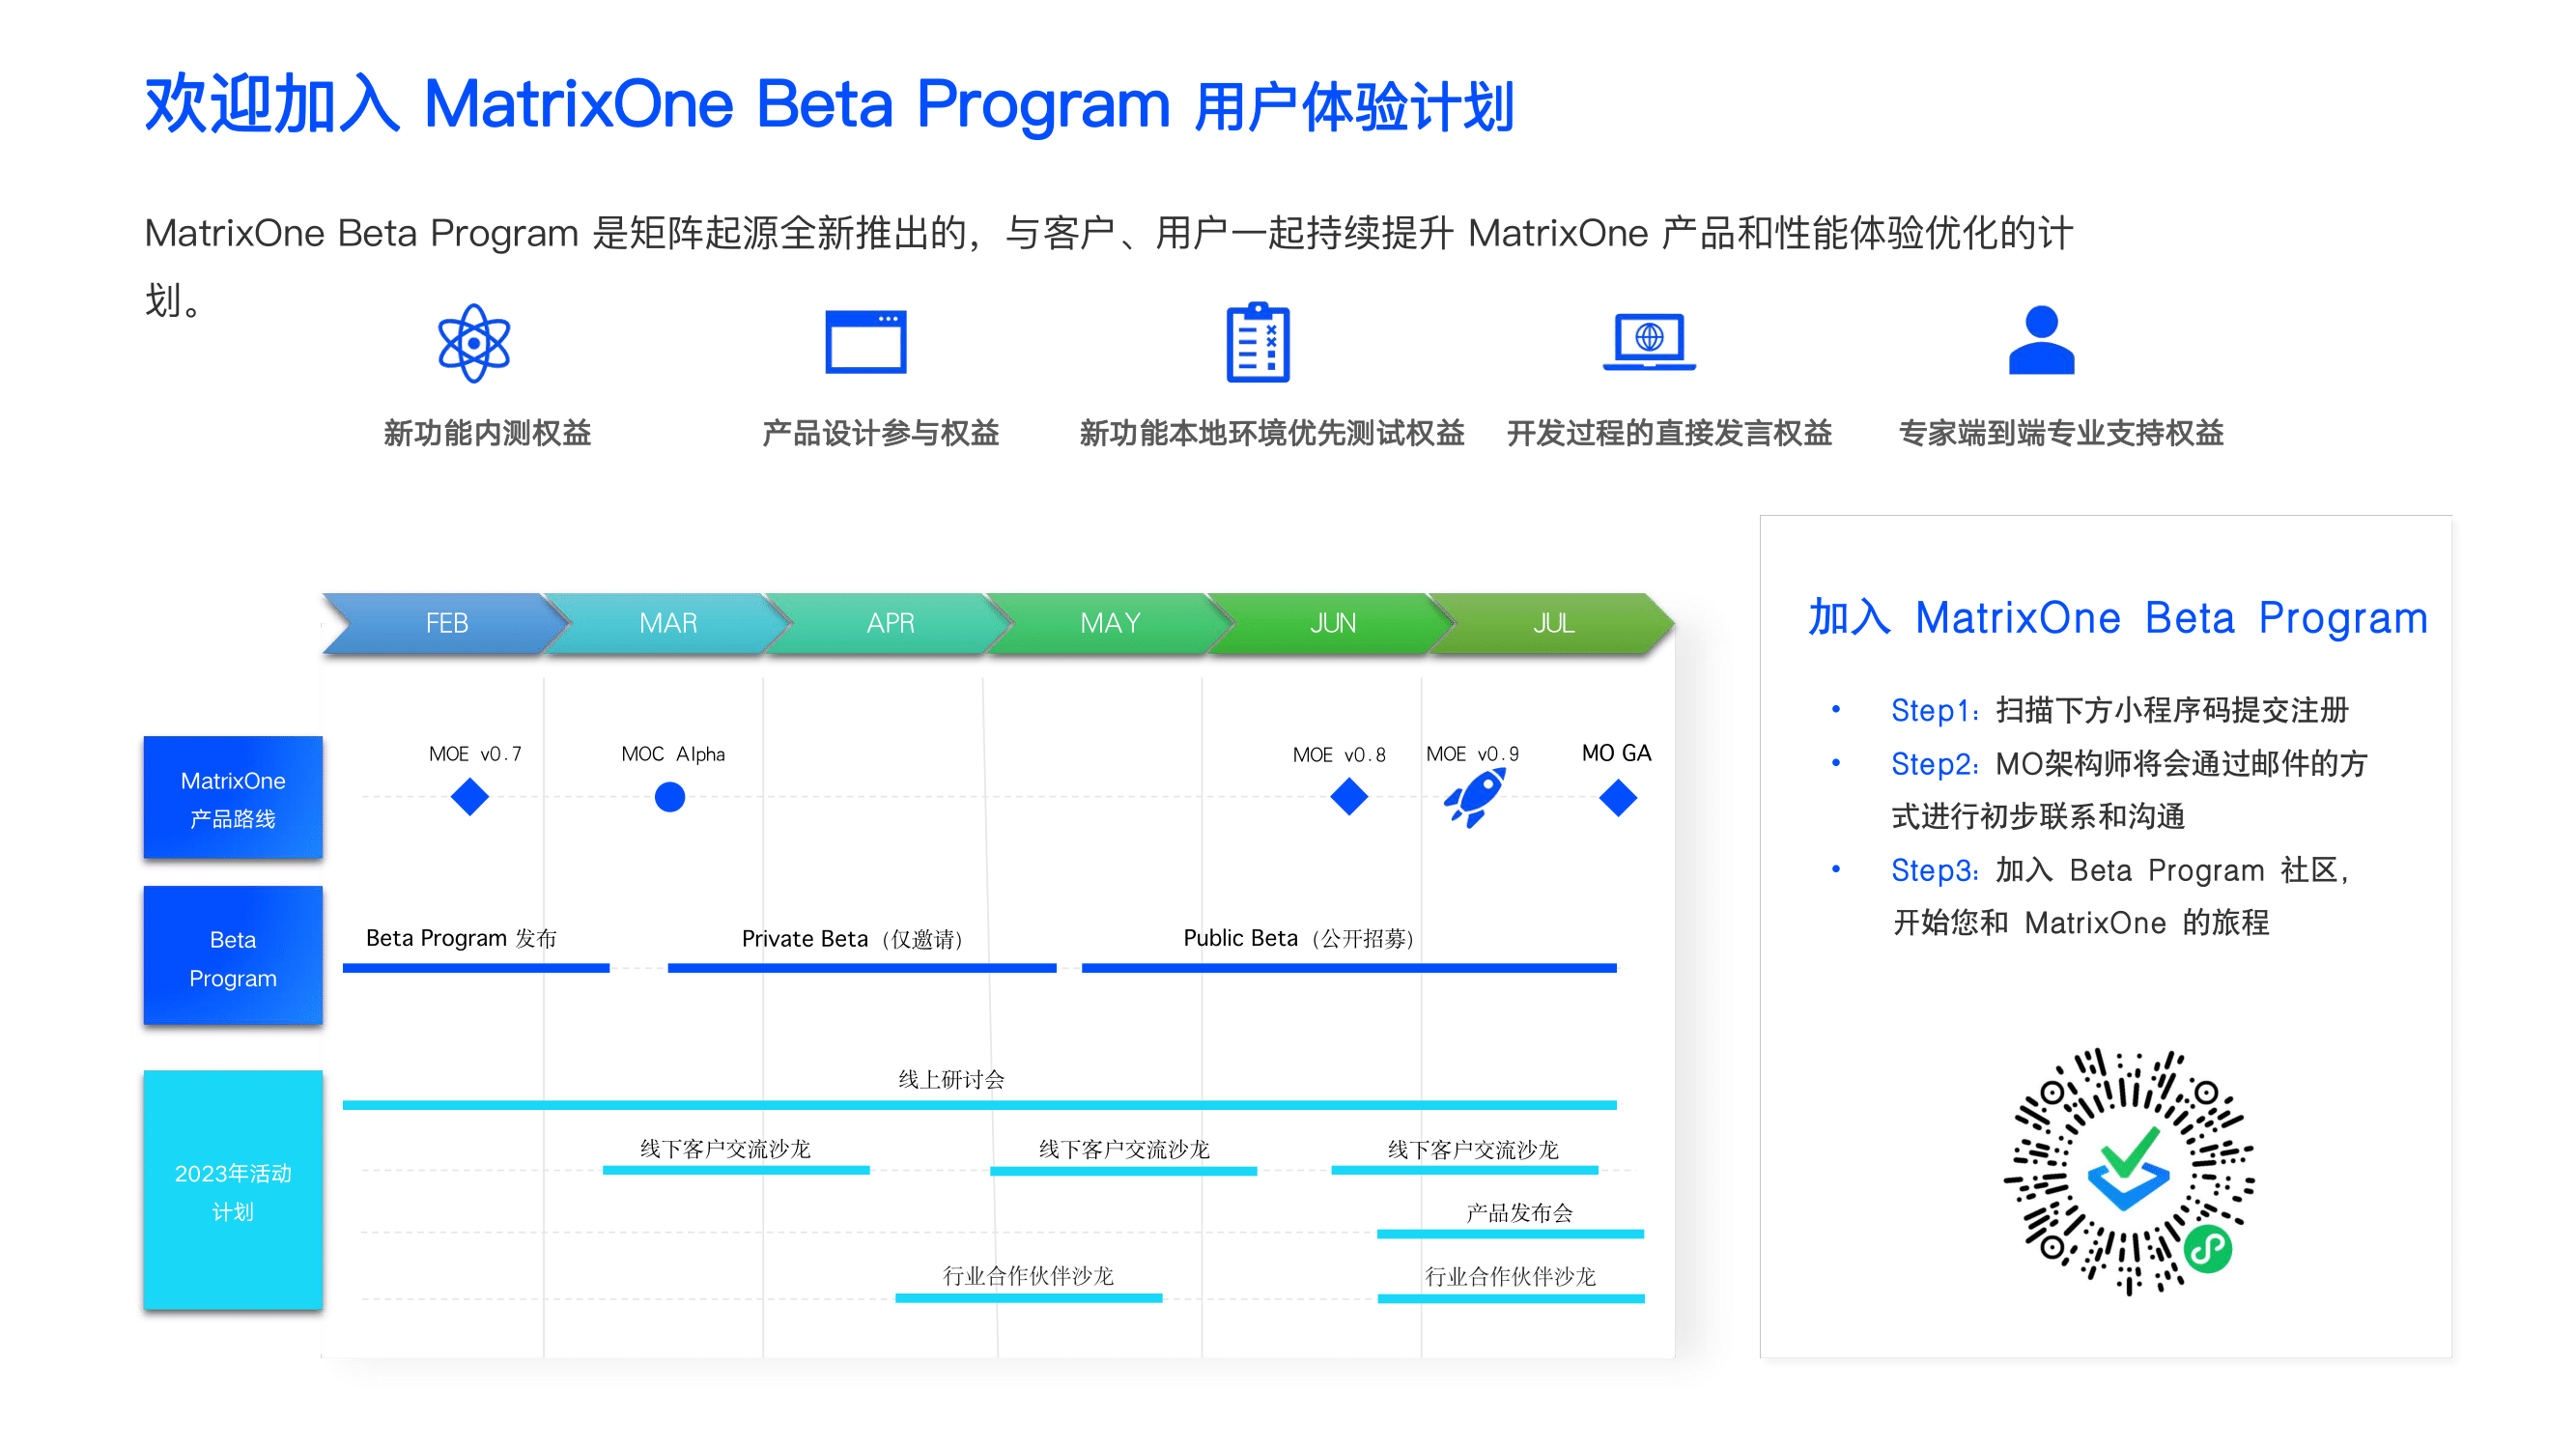 欢迎加入 MatrixOne Beta Program 用户体验计划
MatrixOne Beta Program 是矩阵起源全新推出的，与客户、用户一起持续提升 MatrixOne 产品和性能体验优化的计
划。
新功能内测权益
产品设计参与权益
新功能本地环境优先测试权益
开发过程的直接发言权益
专家端到端专业支持权益
FEB
MAR
APR
MAY
JUN
JUL
MatrixOne
产品路线
MOE v0.7
MOC Alpha
MOE v0.8
MOE v0.9
MO GA
Beta
Program
Beta Program 发布
Private Beta（仅邀请）
Public Beta（公开招募）
2023年活动
计划
线上研讨会
线下客户交流沙龙
线下客户交流沙龙
线下客户交流沙龙
产品发布会
行业合作伙伴沙龙
行业合作伙伴沙龙
加入 MatrixOne Beta Program
• Step1：扫描下方小程序码提交注册
• Step2：MO架构师将会通过邮件的方
式进行初步联系和沟通
• Step3：加入 Beta Program 社区，
开始您和 MatrixOne 的旅程